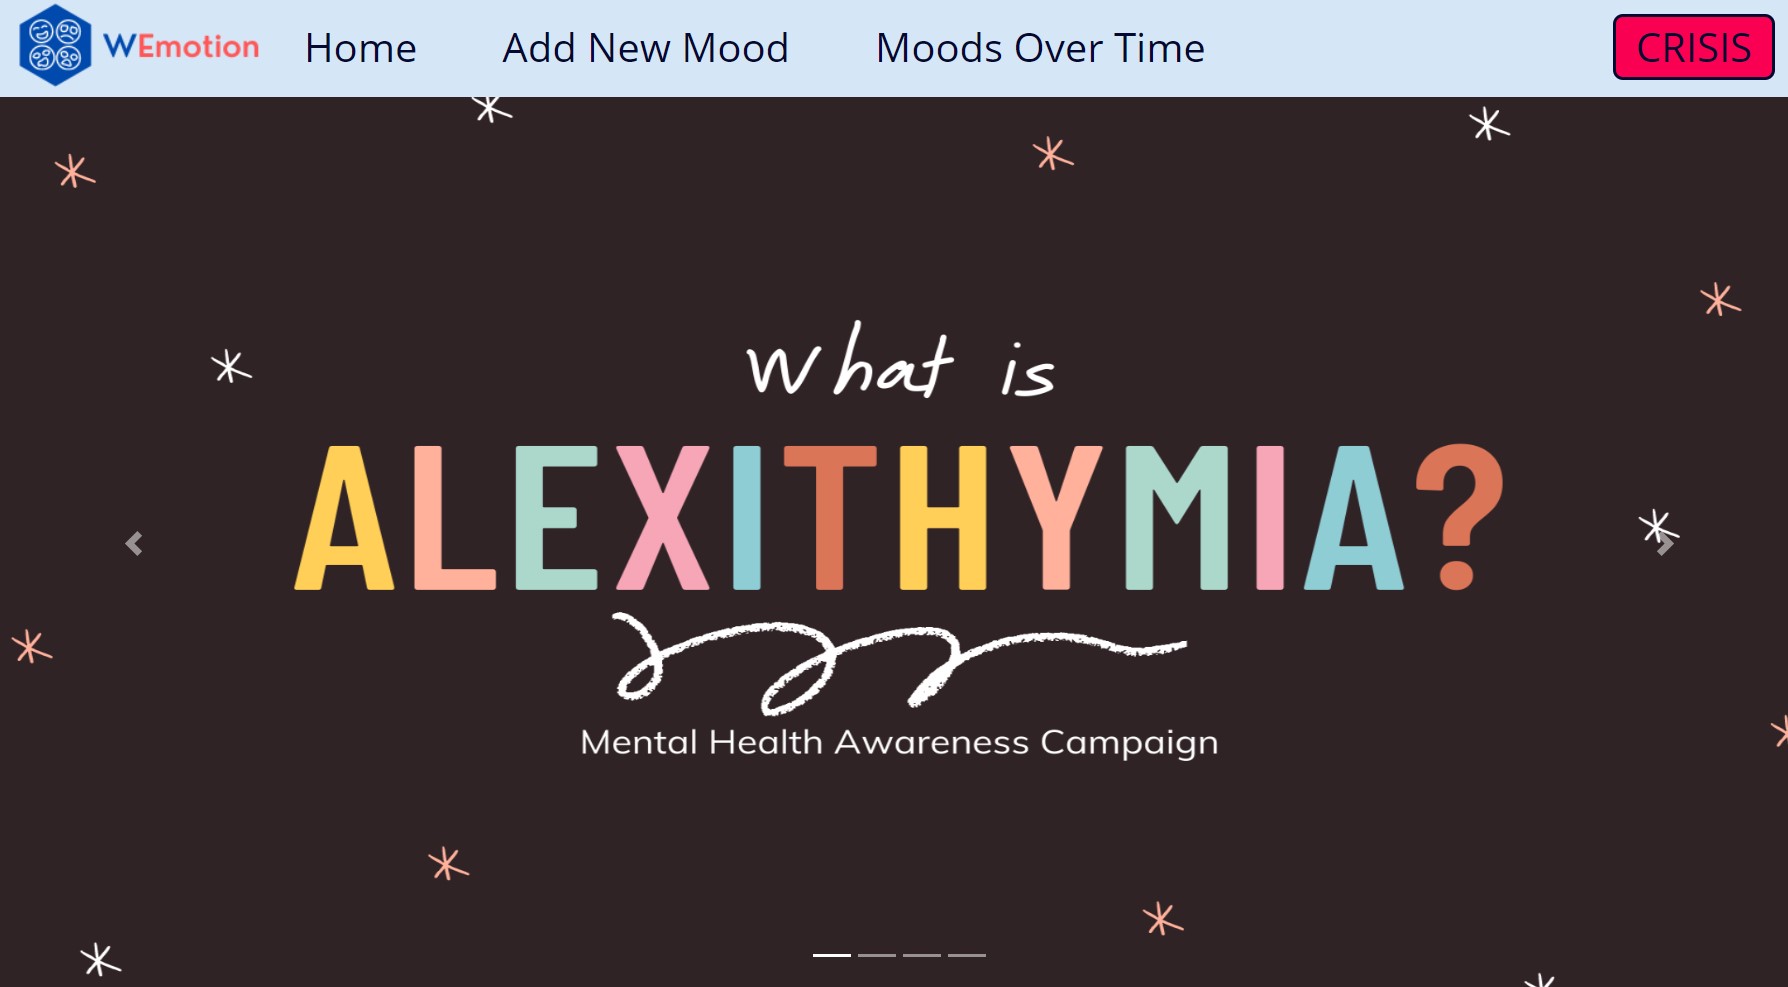 WEmotion Home Add New Mood Moods Over Time CRISIS
What is
ALEXITHYMIA?
Mental Health Awareness Campaign